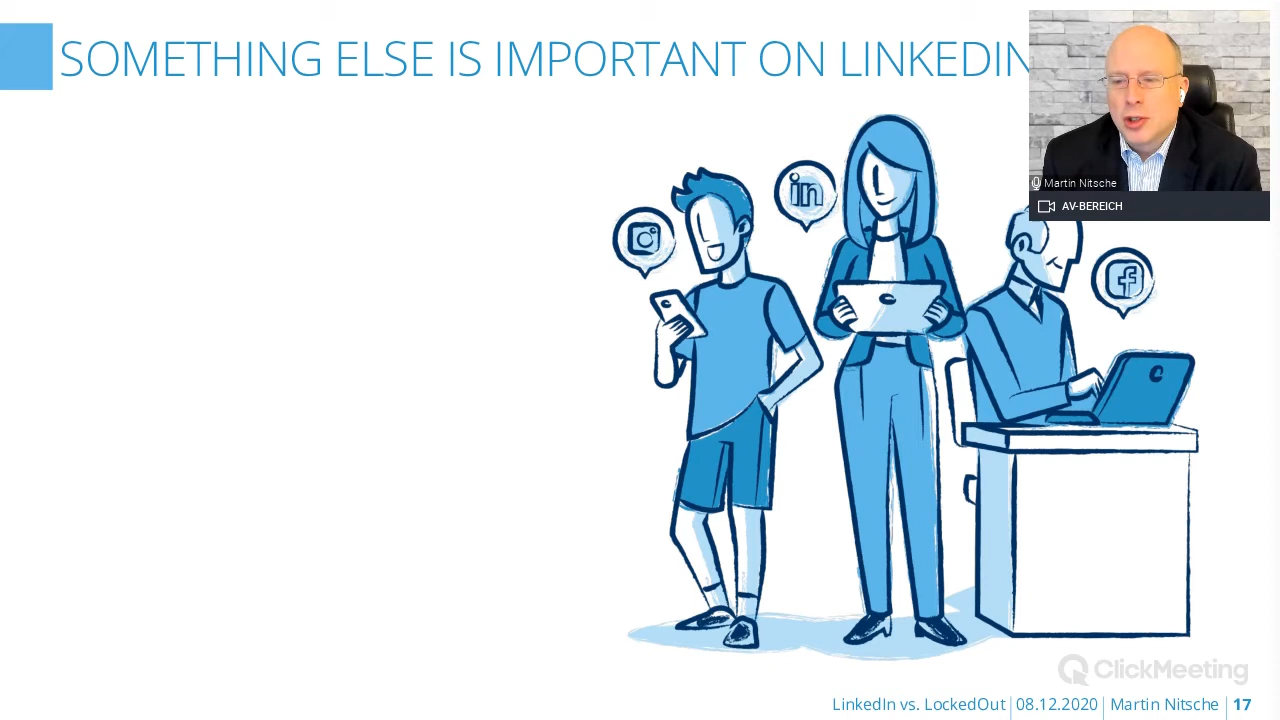 SOMETHING ELSE IS IMPORTANT ON LINKEDIN
Martin Nitsche
AV-BEREICH
in
f
ClickMeeting
LinkedIn vs. LockedOut | 08.12.2020 | Martin Nitsche | 17